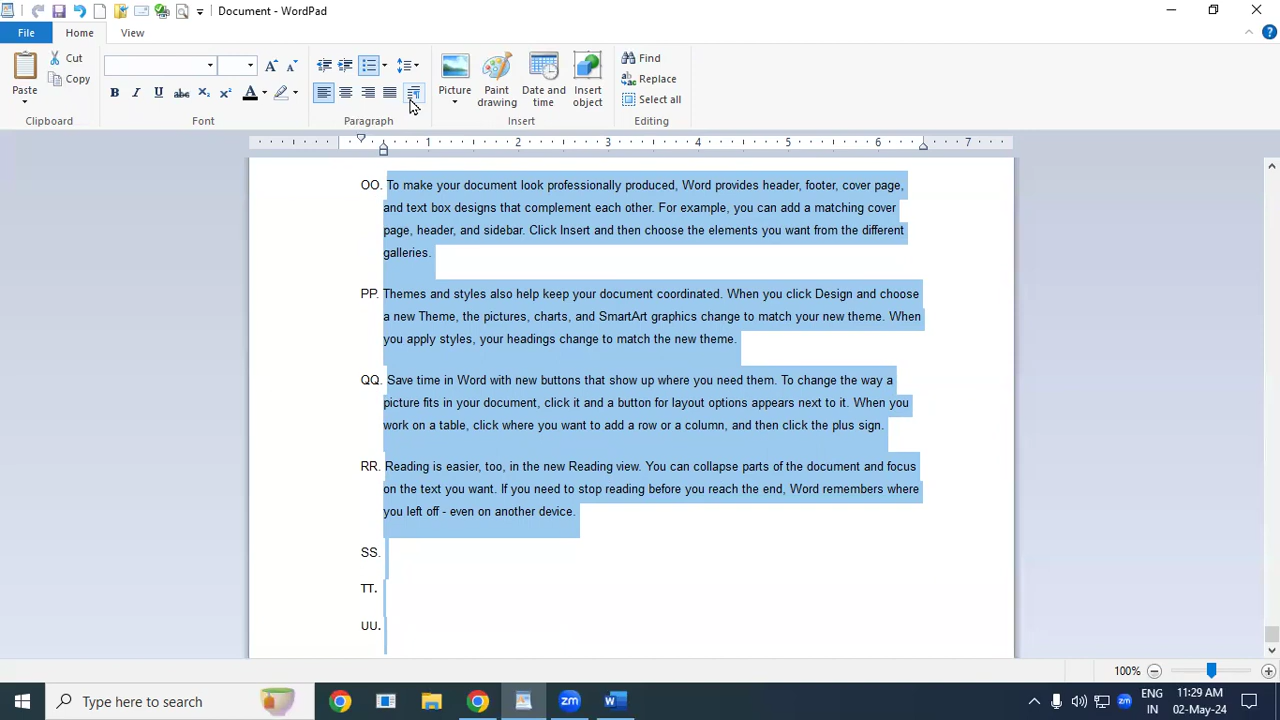 Document - WordPad
File Home View
Paste
Cut
Copy
Clipboard
B I U abc X₂ X² A
Font
Paragraph
Picture
Paint drawing
Date and time
Insert object
Insert
Find
Replace
Select all
Editing
1 2 3 4 5 6 7
OO. To make your document look professionally produced, Word provides header, footer, cover page,
and text box designs that complement each other. For example, you can add a matching cover
page, header, and sidebar. Click Insert and then choose the elements you want from the different
galleries.
PP. Themes and styles also help keep your document coordinated. When you click Design and choose
a new Theme, the pictures, charts, and SmartArt graphics change to match your new theme. When
you apply styles, your headings change to match the new theme.
QQ. Save time in Word with new buttons that show up where you need them. To change the way a
picture fits in your document, click it and a button for layout options appears next to it. When you
work on a table, click where you want to add a row or a column, and then click the plus sign.
RR. Reading is easier, too, in the new Reading view. You can collapse parts of the document and focus
on the text you want. If you need to stop reading before you reach the end, Word remembers where
you left off - even on another device.
SS.
TT.
UU.
100%
Type here to search
zm
W
zm
ENG
IN
11:29 AM
02-May-24